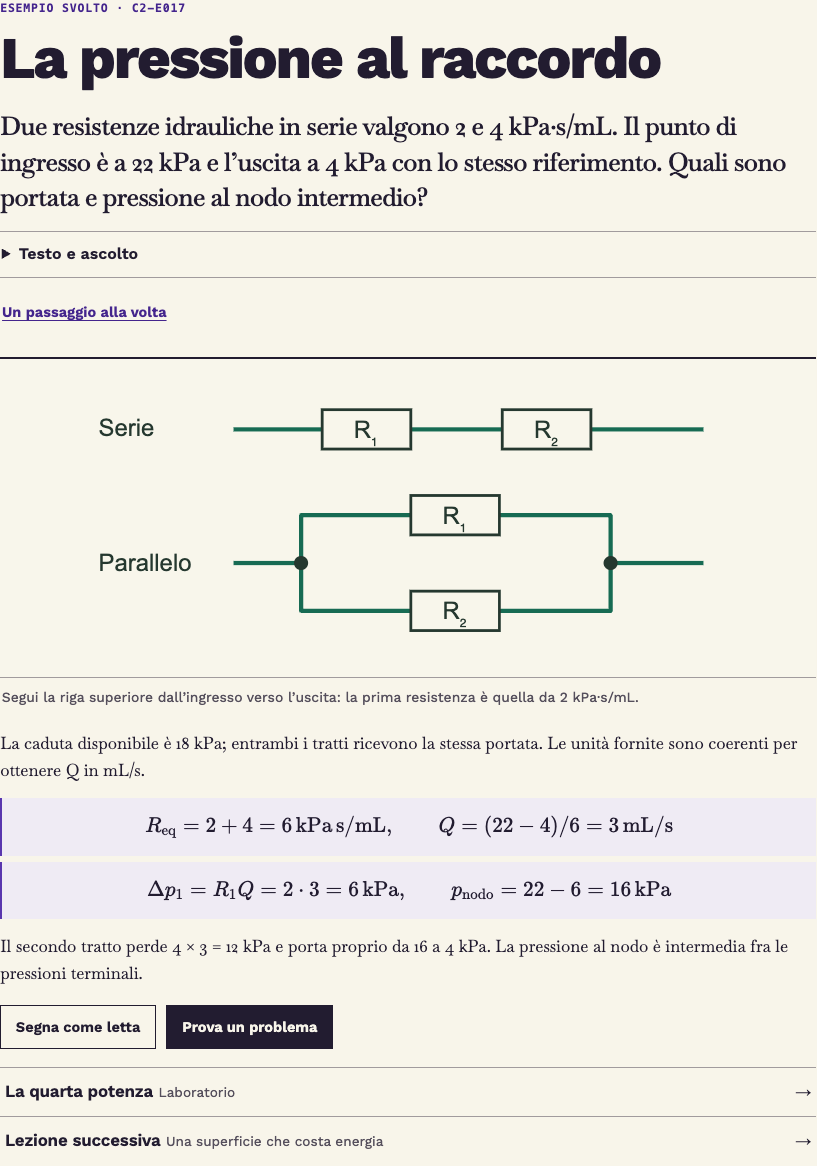 ESEMPIO SVOLTO · C2-E017
La pressione al raccordo
Due resistenze idrauliche in serie valgono 2 e 4 kPa·s/mL. Il punto di
ingresso è a 22 kPa e l’uscita a 4 kPa con lo stesso riferimento. Quali sono
portata e pressione al nodo intermedio?
▶ Testo e ascolto
Un passaggio alla volta
Serie R₁ R₂
R₁
Parallelo
R₂
Segui la riga superiore dall’ingresso verso l’uscita: la prima resistenza è quella da 2 kPa·s/mL.
La caduta disponibile è 18 kPa; entrambi i tratti ricevono la stessa portata. Le unità fornite sono coerenti per
ottenere Q in mL/s.
R_eq = 2 + 4 = 6 kPa s/mL, Q = (22 − 4)/6 = 3 mL/s
Δp₁ = R₁Q = 2 · 3 = 6 kPa, p_nodo = 22 − 6 = 16 kPa
Il secondo tratto perde 4 × 3 = 12 kPa e porta proprio da 16 a 4 kPa. La pressione al nodo è intermedia fra le
pressioni terminali.
Segna come letta Prova un problema
La quarta potenza Laboratorio →
Lezione successiva Una superficie che costa energia →